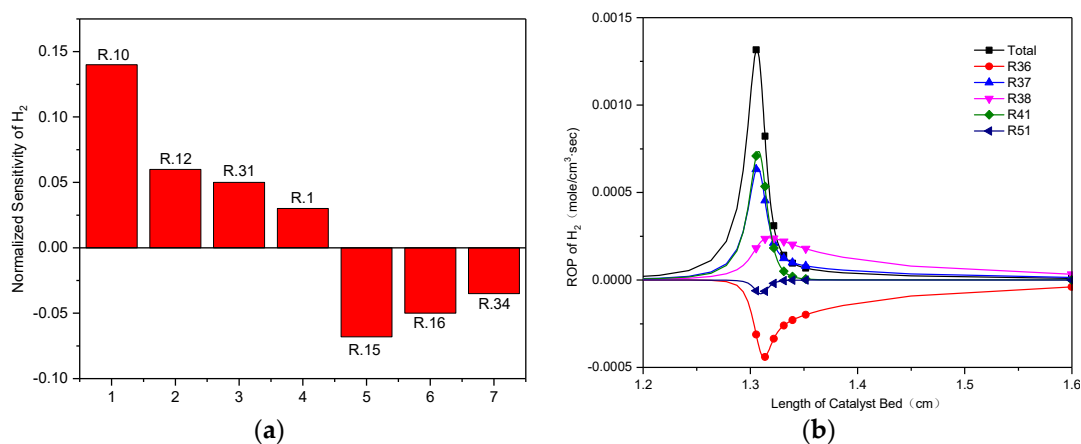 Normalized Sensitivity of H₂
0.15
0.10
0.05
0.00
-0.05
-0.10
R.10
R.12
R.31
R.1
R.15
R.16
R.34
1 2 3 4 5 6 7
(a)
ROP of H₂（mole/cm³·sec)
0.0015
0.0010
0.0005
0.0000
-0.0005
Total
R36
R37
R38
R41
R51
1.2 1.3 1.4 1.5 1.6
Length of Catalyst Bed（cm）
(b)